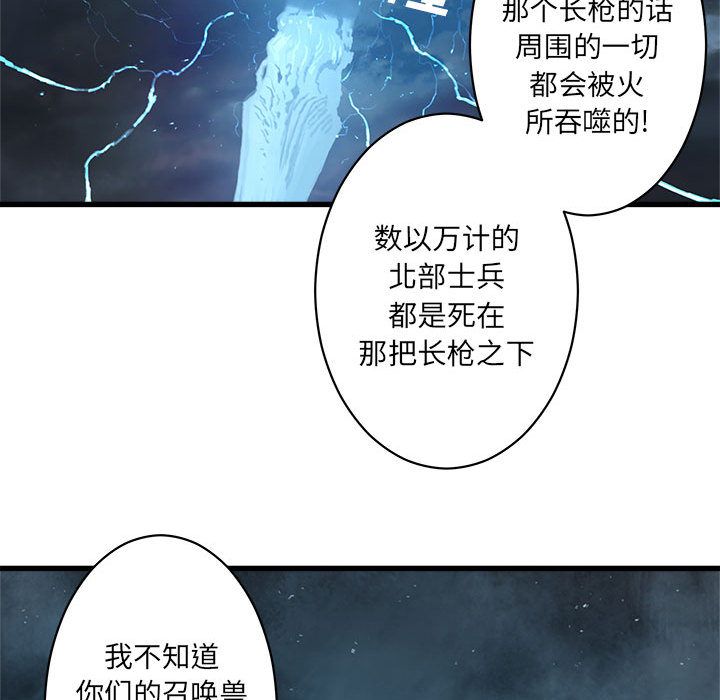 那个长枪的话
周围的一切
都会被火
所吞噬的!
数以万计的
北部士兵
都是死在
那把长枪之下
我不知道
你们的召唤兽